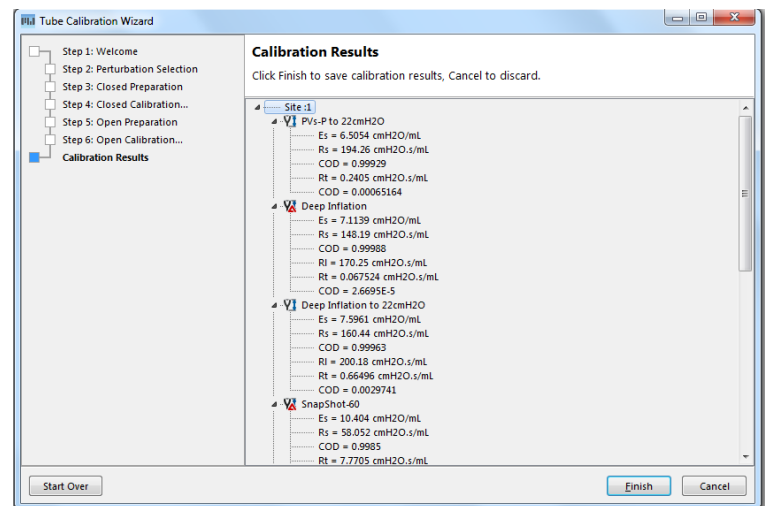 Tube Calibration Wizard
Step 1: Welcome
Step 2: Perturbation Selection
Step 3: Closed Preparation
Step 4: Closed Calibration...
Step 5: Open Preparation
Step 6: Open Calibration...
Calibration Results
Calibration Results
Click Finish to save calibration results, Cancel to discard.
Site :1
PVs-P to 22cmH2O
Es = 6.5054 cmH2O/mL
Rs = 194.26 cmH2O.s/mL
COD = 0.99929
Rt = 0.2405 cmH2O.s/mL
COD = 0.00065164
Deep Inflation
Es = 7.1139 cmH2O/mL
Rs = 148.19 cmH2O.s/mL
COD = 0.99988
Rl = 170.25 cmH2O.s/mL
Rt = 0.067524 cmH2O.s/mL
COD = 2.6695E-5
Deep Inflation to 22cmH2O
Es = 7.5961 cmH2O/mL
Rs = 160.44 cmH2O.s/mL
COD = 0.99963
Rl = 200.18 cmH2O.s/mL
Rt = 0.66496 cmH2O.s/mL
COD = 0.0029741
SnapShot-60
Es = 10.404 cmH2O/mL
Rs = 58.052 cmH2O.s/mL
COD = 0.9985
Rt = 7.7705 cmH2O.s/mL
Start Over
Finish
Cancel